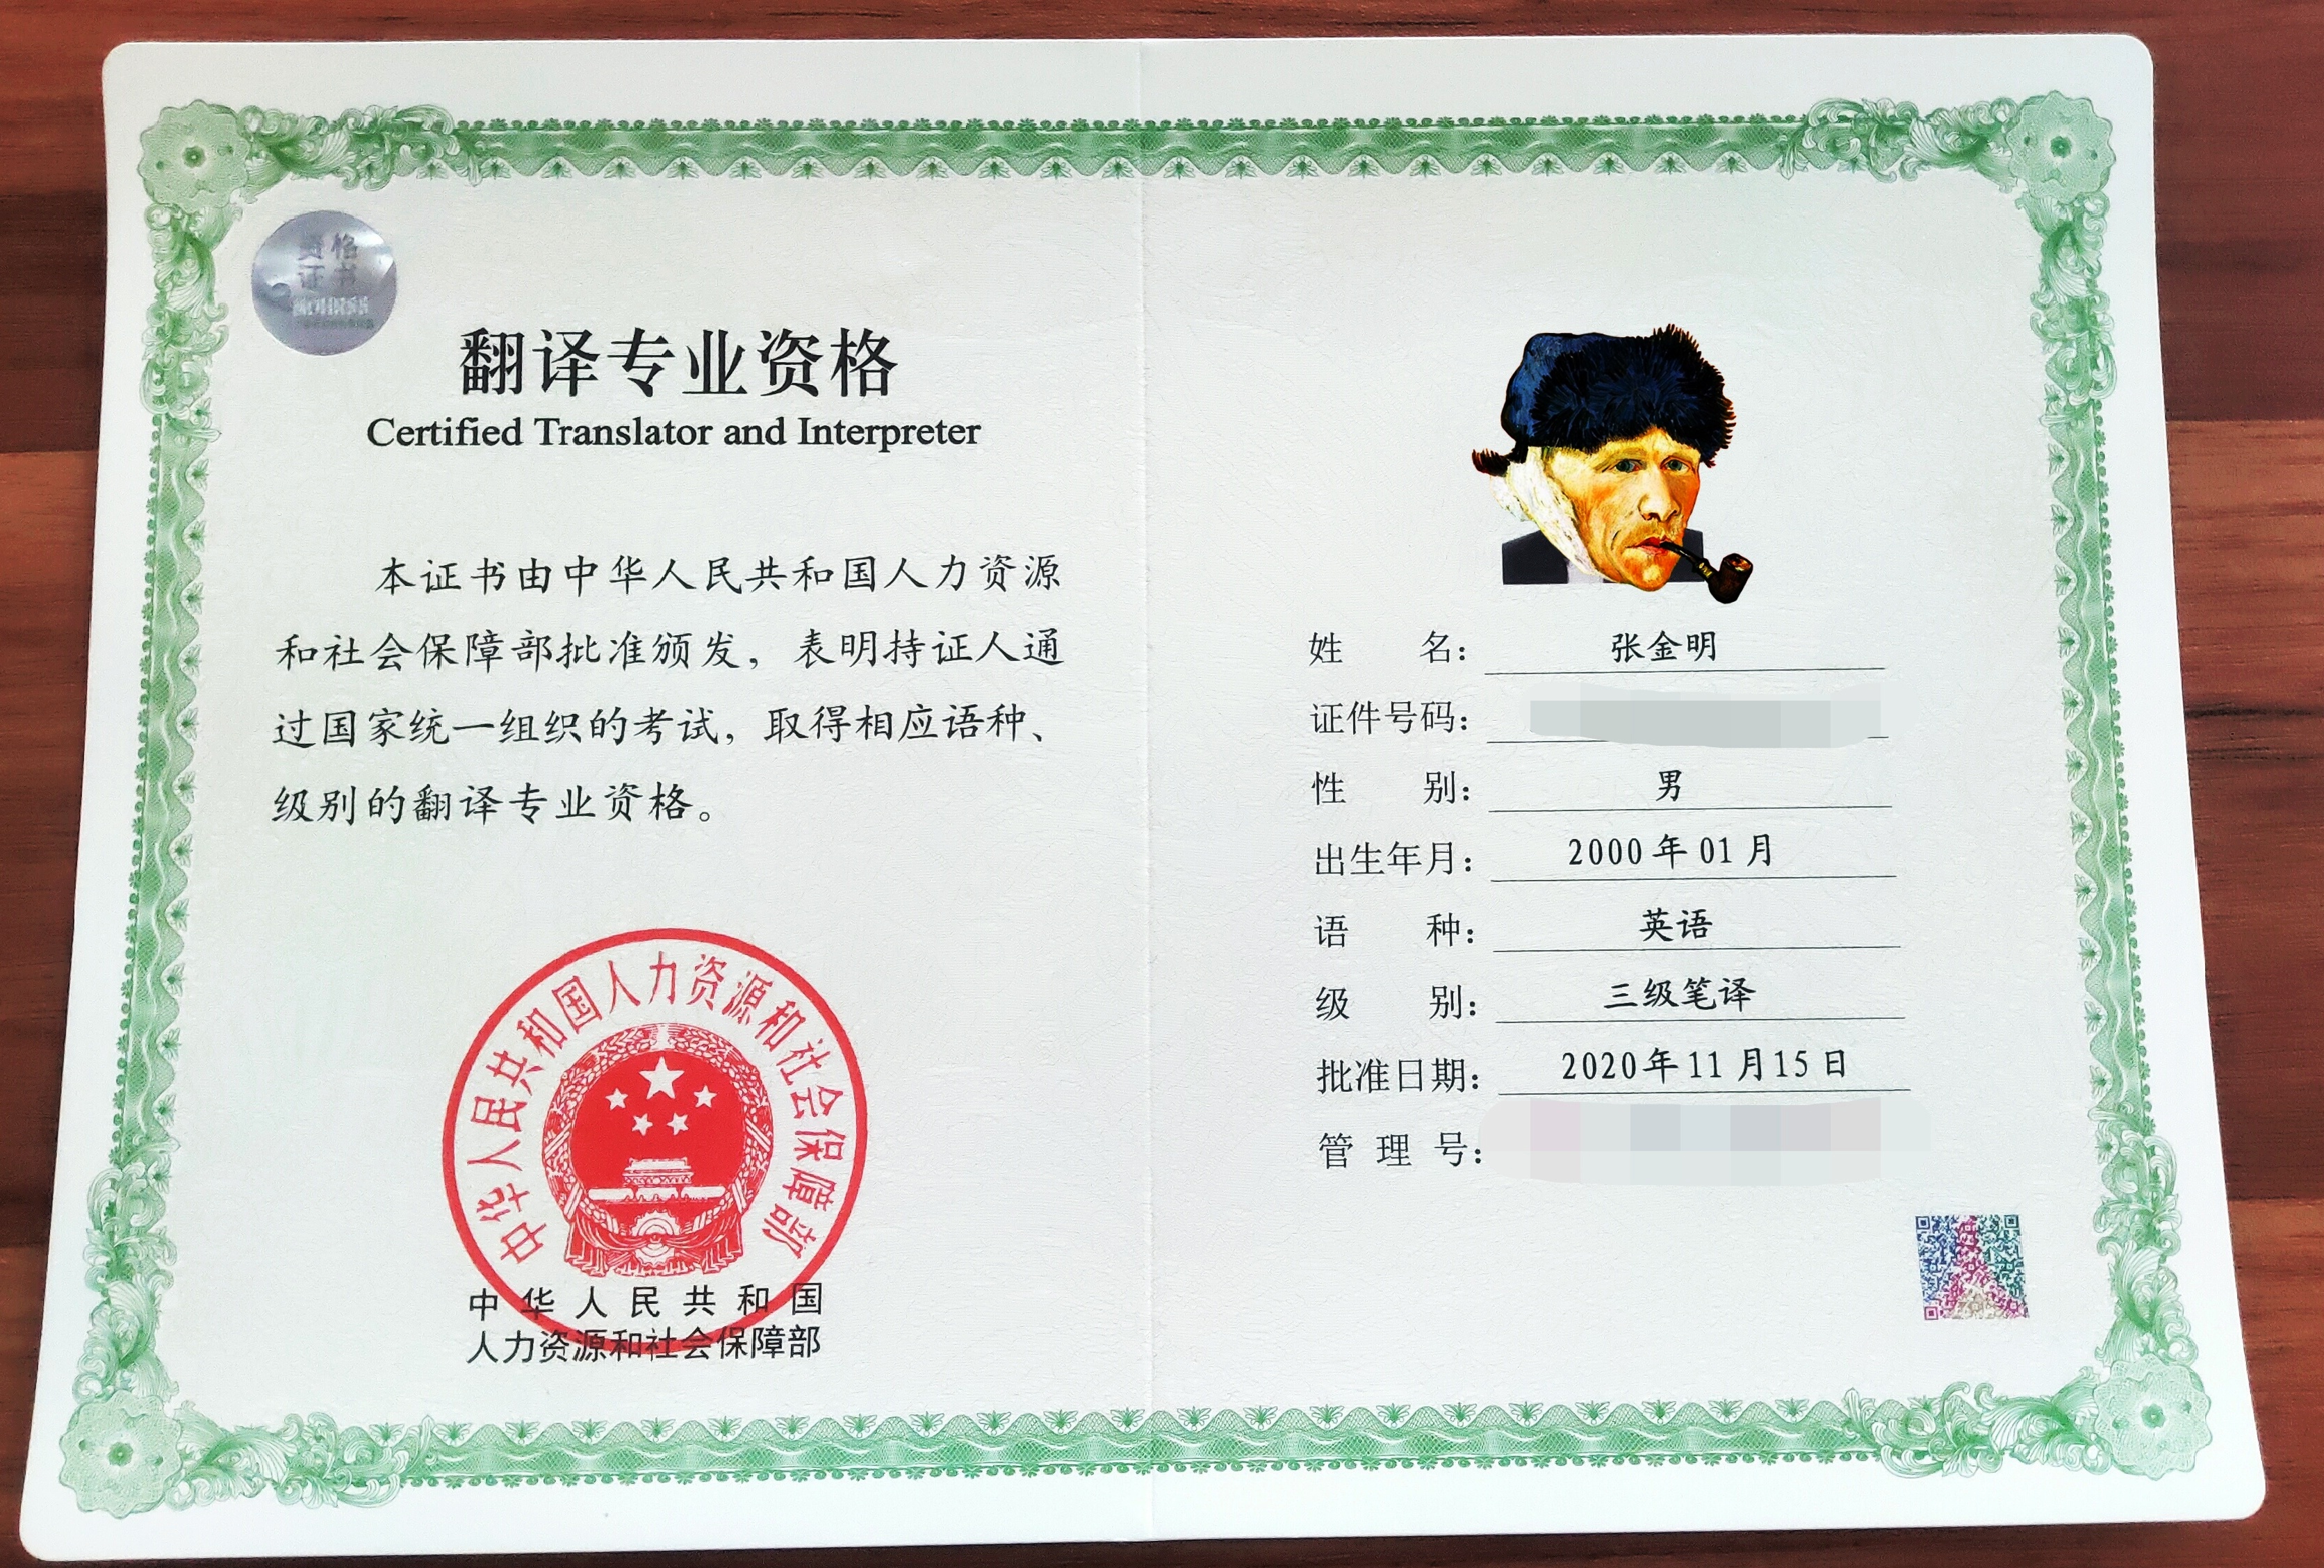 资格
证书
翻译专业资格
Certified Translator and Interpreter
本证书由中华人民共和国人力资源
和社会保障部批准颁发，表明持证人通
过国家统一组织的考试，取得相应语种、
级别的翻译专业资格。
中华人民共和国人力资源和社会保障部
中华人民共和国
人力资源和社会保障部
姓名：张金明
证件号码：
性别：男
出生年月：2000年01月
语种：英语
级别：三级笔译
批准日期：2020年11月15日
管理号：